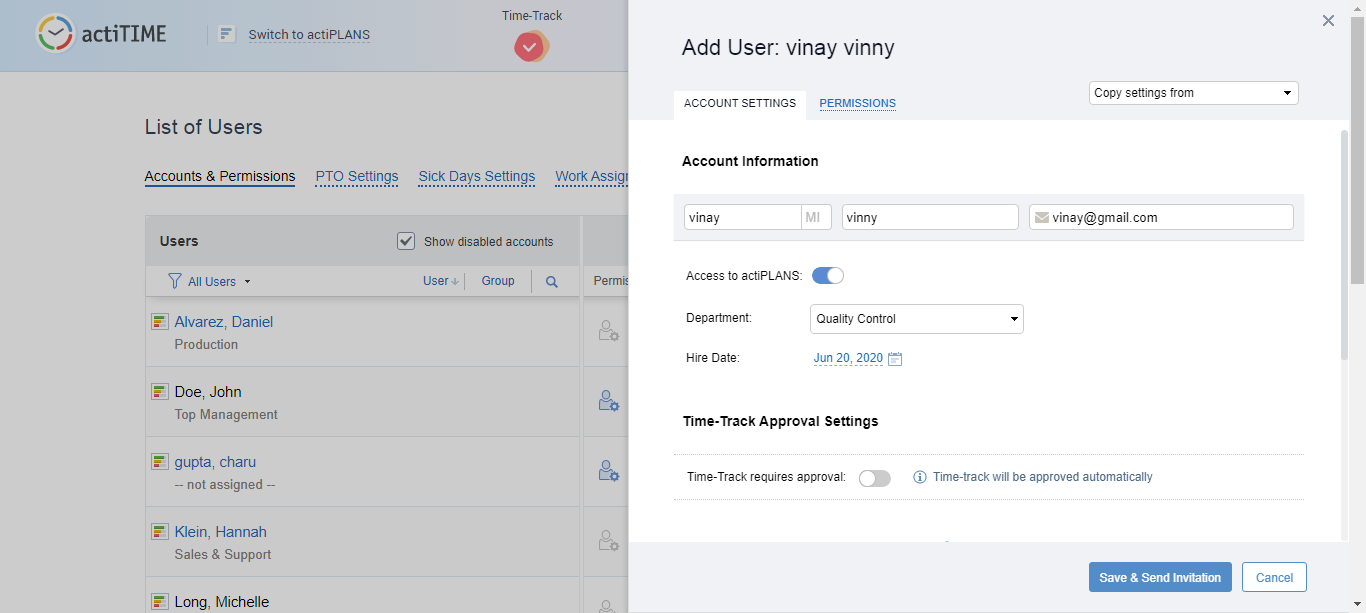 actiTIME
Switch to actiPLANS
Time-Track
List of Users
Accounts & Permissions PTO Settings Sick Days Settings Work Assign
Users Show disabled accounts
All Users User Group Permis
Alvarez, Daniel
Production
Doe, John
Top Management
gupta, charu
-- not assigned --
Klein, Hannah
Sales & Support
Long, Michelle
Add User: vinay vinny
Copy settings from
ACCOUNT SETTINGS PERMISSIONS
Account Information
vinay MI vinny vinay@gmail.com
Access to actiPLANS:
Department: Quality Control
Hire Date: Jun 20, 2020
Time-Track Approval Settings
Time-Track requires approval: Time-track will be approved automatically
Save & Send Invitation Cancel